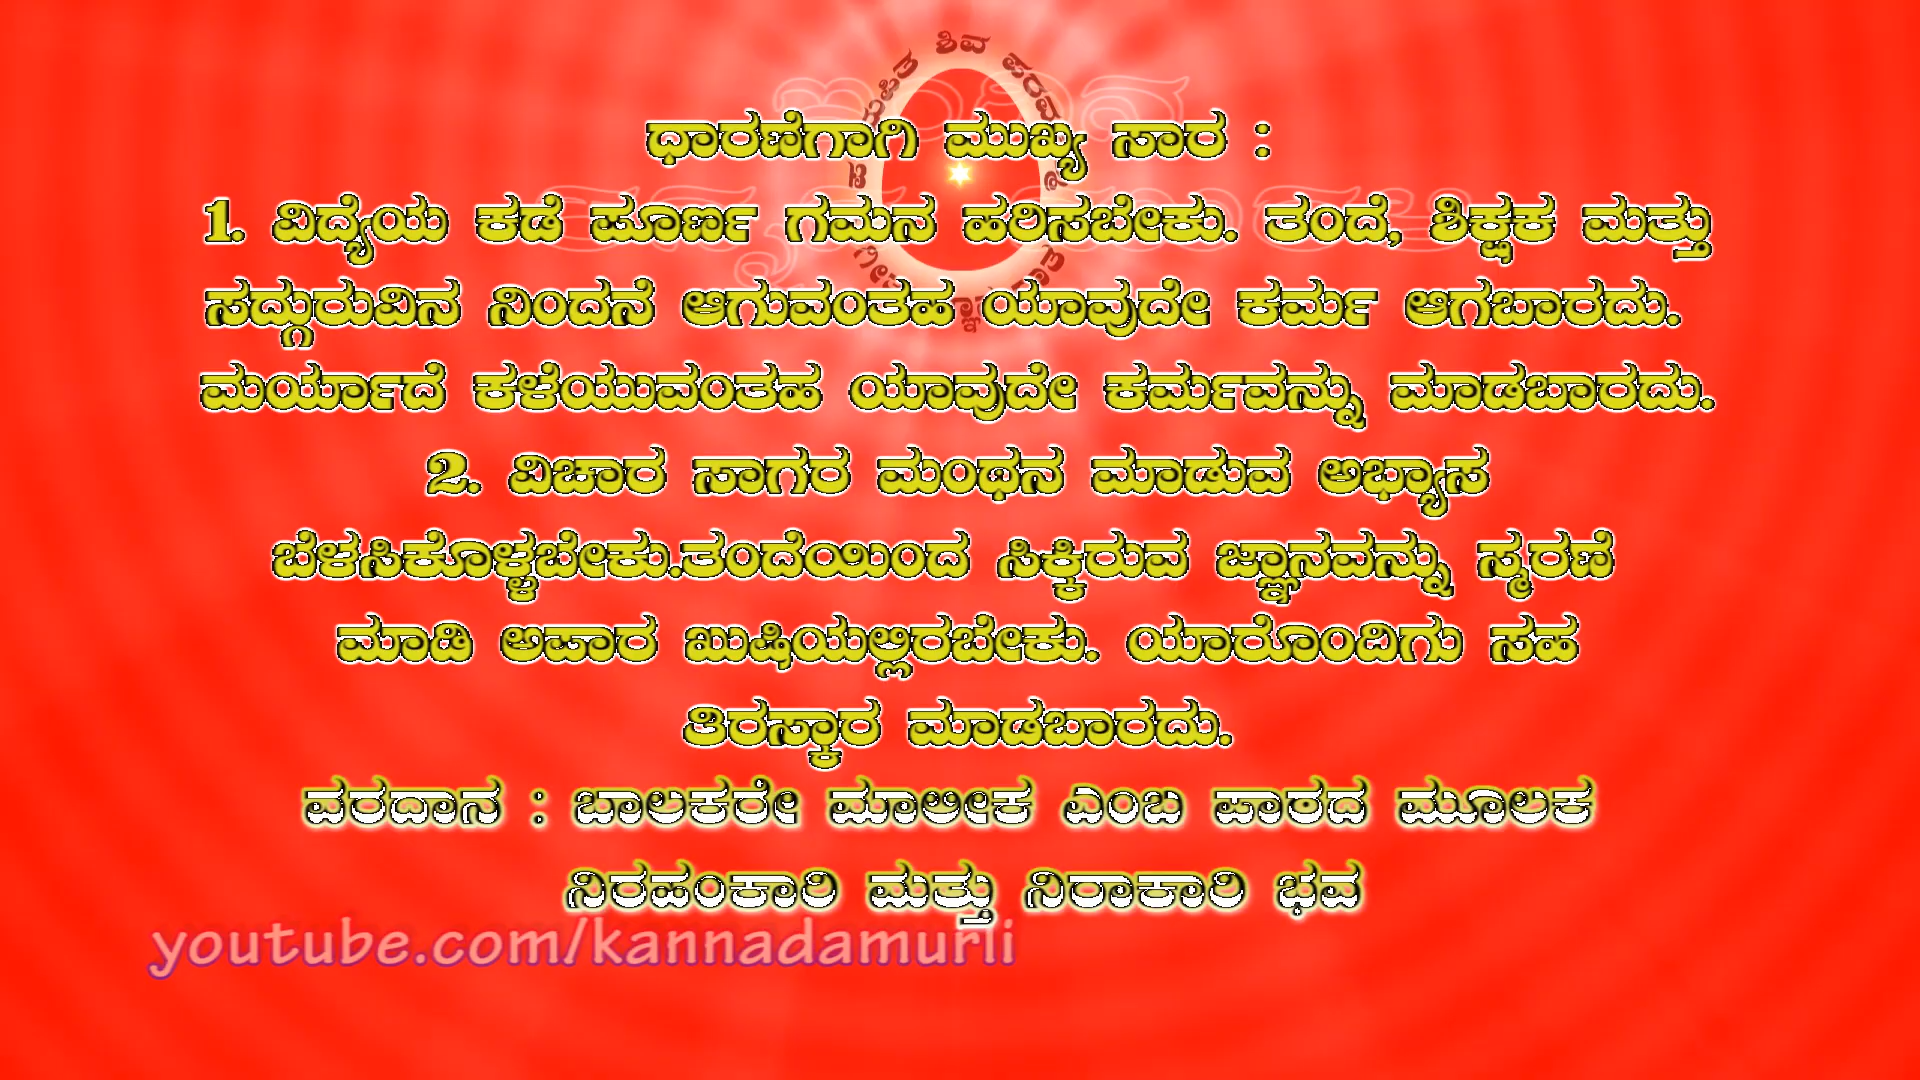 ಶಿವ
ಧಾರಣೆಗಾಗಿ ಮುಖ್ಯ ಸಾರ :
1. ವಿದ್ಯೆಯ ಕಡೆ ಪೂರ್ಣ ಗಮನ ಹರಿಸಬೇಕು. ತಂದೆ, ಶಿಕ್ಷಕ ಮತ್ತು
ಸದ್ಗುರುವಿನ ನಿಂದನೆ ಆಗುವಂತಹ ಯಾವುದೇ ಕರ್ಮ ಆಗಬಾರದು.
ಮರ್ಯಾದೆ ಕಳೆಯುವಂತಹ ಯಾವುದೇ ಕರ್ಮವನ್ನು ಮಾಡಬಾರದು.
2. ವಿಚಾರ ಸಾಗರ ಮಂಥನ ಮಾಡುವ ಅಭ್ಯಾಸ
ಬೆಳಸಿಕೊಳ್ಳಬೇಕು.ತಂದೆಯಿಂದ ಸಿಕ್ಕಿರುವ ಜ್ಞಾನವನ್ನು ಸ್ಮರಣೆ
ಮಾಡಿ ಅಪಾರ ಖುಷಿಯಲ್ಲಿರಬೇಕು. ಯಾರೊಂದಿಗು ಸಹ
ತಿರಸ್ಕಾರ ಮಾಡಬಾರದು.
ವರದಾನ : ಬಾಲಕರೇ ಮಾಲೀಕ ಎಂಬ ಪಾಠದ ಮೂಲಕ
ನಿರಹಂಕಾರಿ ಮತ್ತು ನಿರಾಕಾರಿ ಭವ
youtube.com/kannadamurli